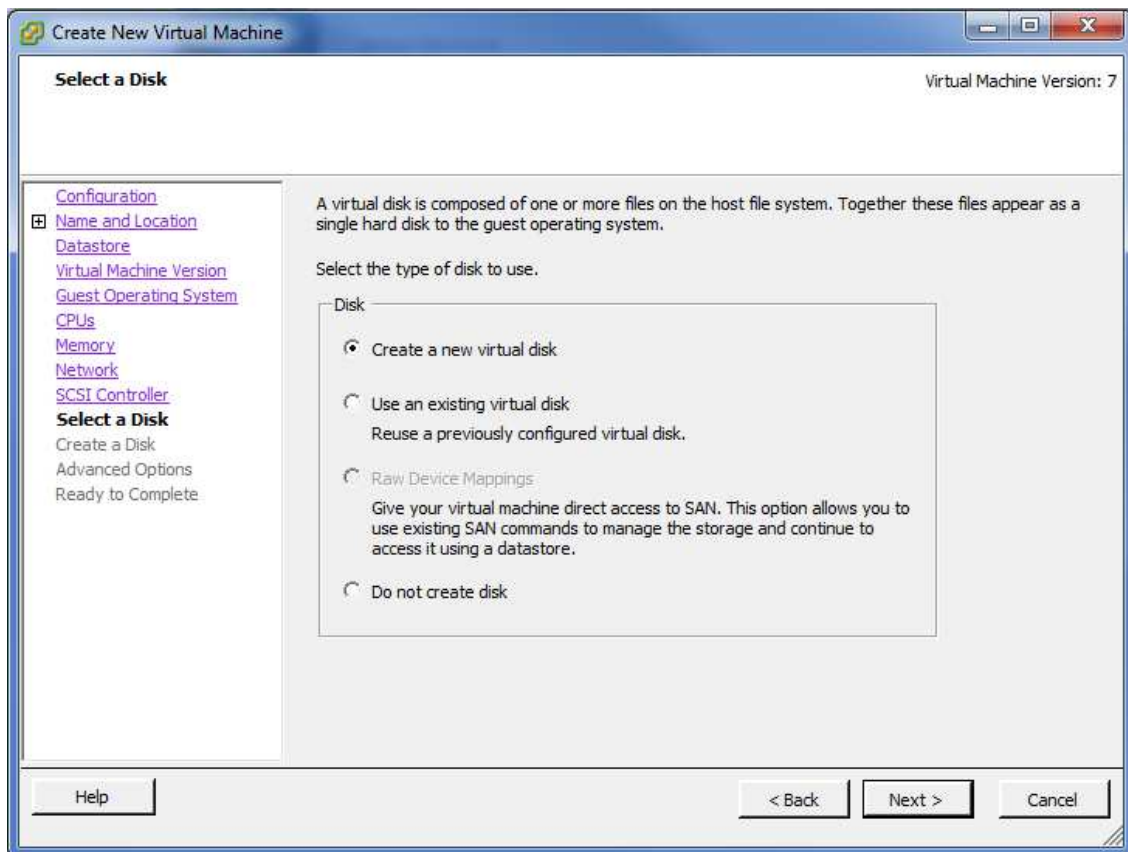 Create New Virtual Machine
Select a Disk
Virtual Machine Version: 7
Configuration
Name and Location
Datastore
Virtual Machine Version
Guest Operating System
CPUs
Memory
Network
SCSI Controller
Select a Disk
Create a Disk
Advanced Options
Ready to Complete
A virtual disk is composed of one or more files on the host file system. Together these files appear as a
single hard disk to the guest operating system.
Select the type of disk to use.
Disk
Create a new virtual disk
Use an existing virtual disk
Reuse a previously configured virtual disk.
Raw Device Mappings
Give your virtual machine direct access to SAN. This option allows you to
use existing SAN commands to manage the storage and continue to
access it using a datastore.
Do not create disk
Help
< Back
Next >
Cancel